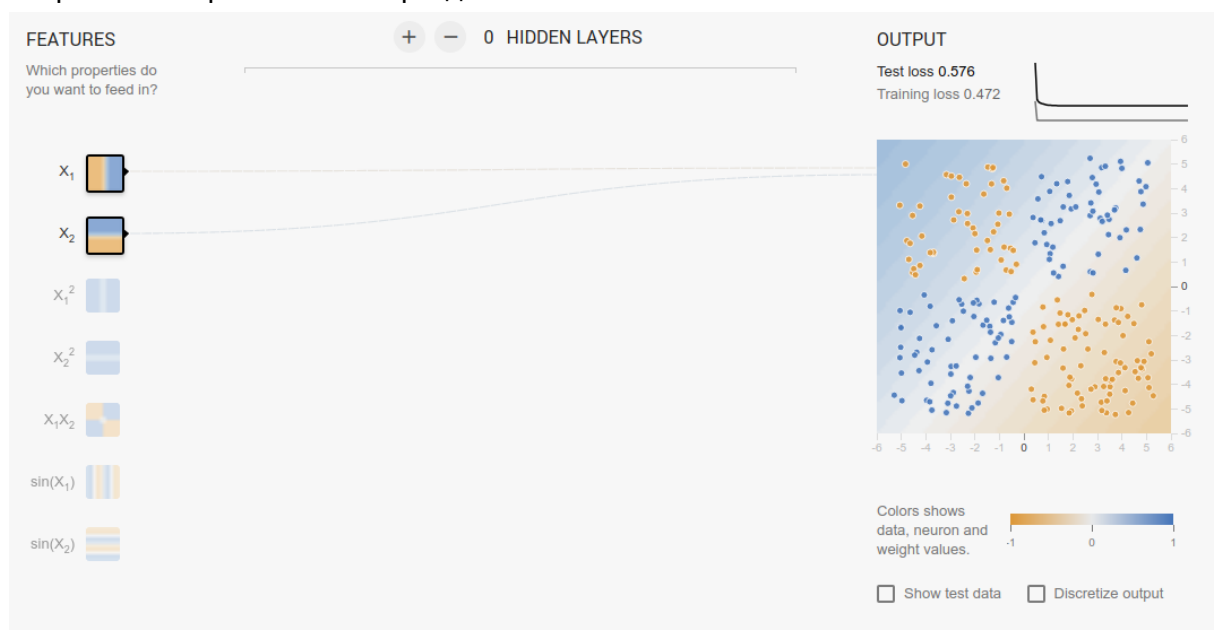 FEATURES
+ − 0 HIDDEN LAYERS
OUTPUT
Which properties do
you want to feed in?
Test loss 0.576
Training loss 0.472
X1
X2
X1²
X2²
X1X2
sin(X1)
sin(X2)
6
5
4
3
2
1
0
-1
-2
-3
-4
-5
-6
-6 -5 -4 -3 -2 -1 0 1 2 3 4 5 6
Colors shows
data, neuron and
weight values.
-1 0 1
Show test data
Discretize output